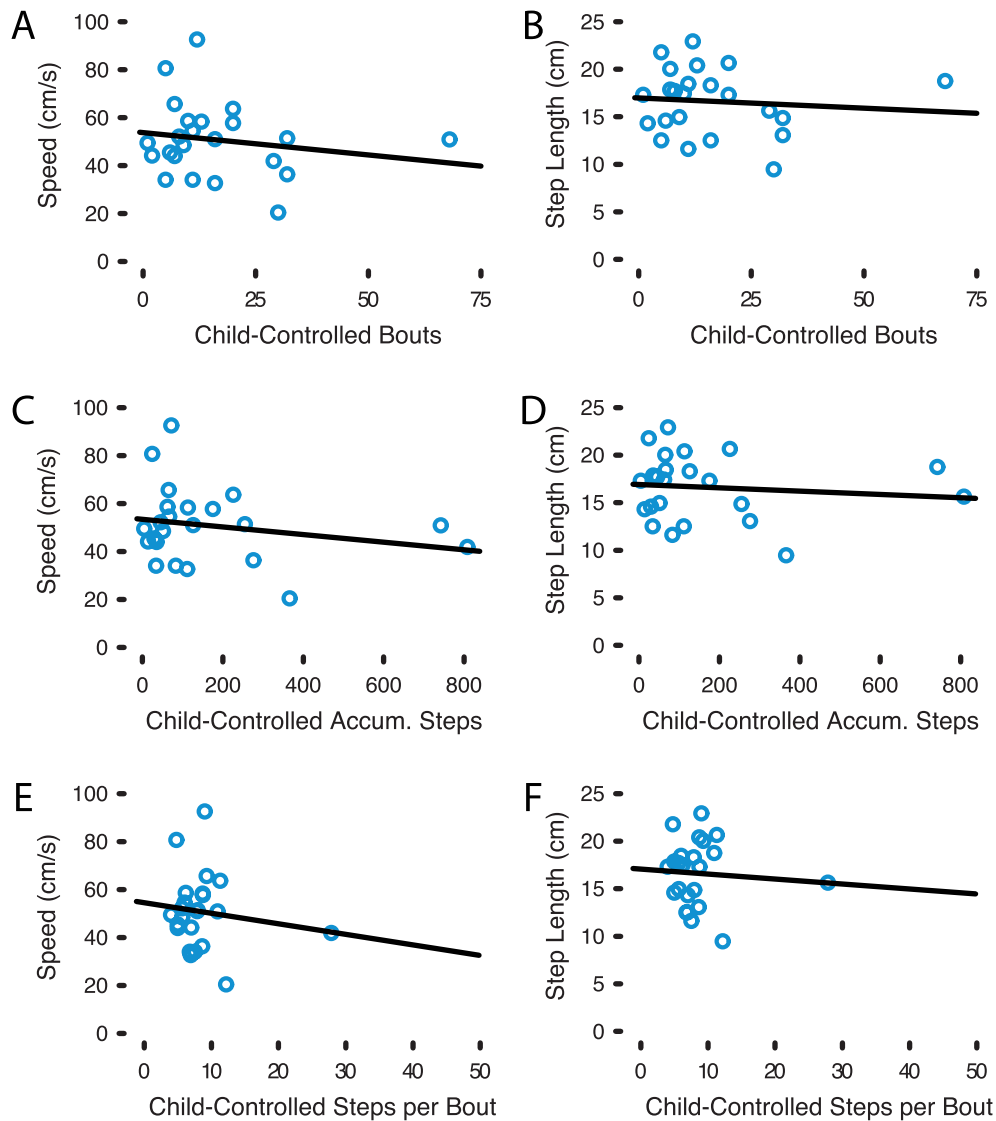 A
Speed (cm/s)
100
80
60
40
20
0
0 25 50 75
Child-Controlled Bouts
B
Step Length (cm)
25
20
15
10
5
0
0 25 50 75
Child-Controlled Bouts
C
Speed (cm/s)
100
80
60
40
20
0
0 200 400 600 800
Child-Controlled Accum. Steps
D
Step Length (cm)
25
20
15
10
5
0
0 200 400 600 800
Child-Controlled Accum. Steps
E
Speed (cm/s)
100
80
60
40
20
0
0 10 20 30 40 50
Child-Controlled Steps per Bout
F
Step Length (cm)
25
20
15
10
5
0
0 10 20 30 40 50
Child-Controlled Steps per Bout